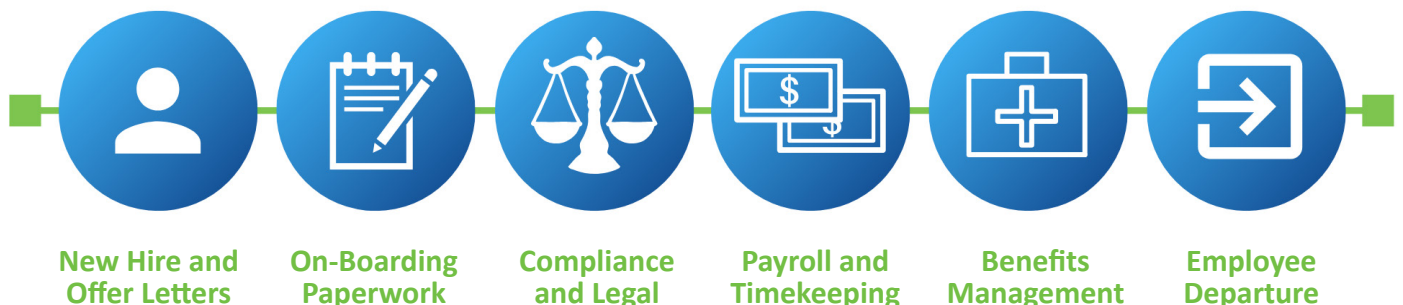 $
$
New Hire and
Offer Letters
On-Boarding
Paperwork
Compliance
and Legal
Payroll and
Timekeeping
Benefits
Management
Employee
Departure